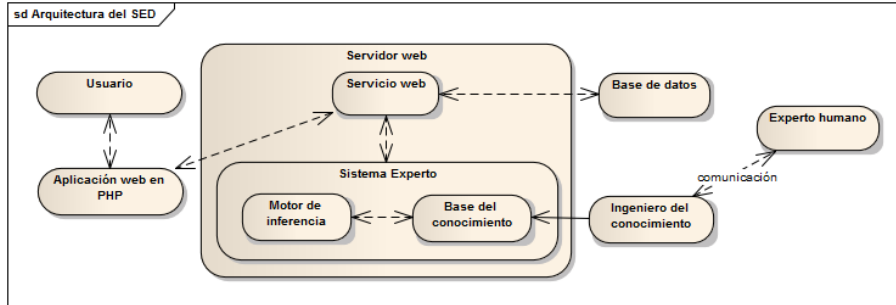 sd Arquitectura del SED
Servidor web
Usuario
Servicio web
Base de datos
Experto humano
comunicación
Aplicación web en
PHP
Sistema Experto
Motor de
inferencia
Base del
conocimiento
Ingeniero del
conocimiento